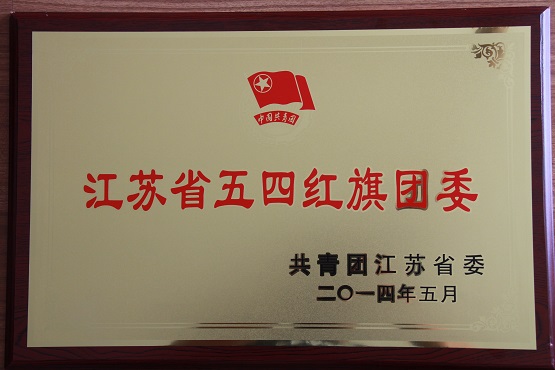 中国共青团
江苏省五四红旗团委
共青团江苏省委
二〇一四年五月